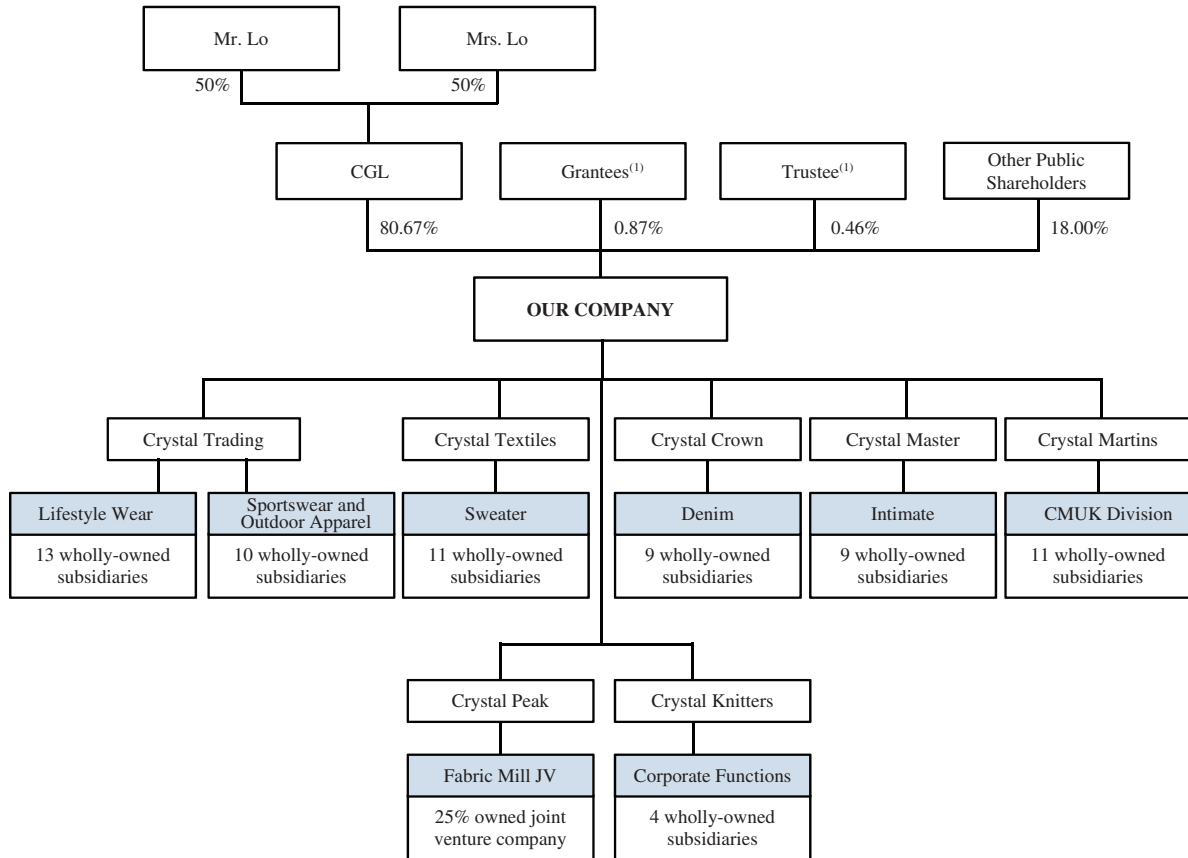 Mr. Lo
Mrs. Lo
50%
50%
CGL
Grantees(1)
Trustee(1)
Other Public
Shareholders
80.67%
0.87%
0.46%
18.00%
OUR COMPANY
Crystal Trading
Crystal Textiles
Crystal Crown
Crystal Master
Crystal Martins
Lifestyle Wear
Sportswear and
Outdoor Apparel
Sweater
Denim
Intimate
CMUK Division
13 wholly-owned
subsidiaries
10 wholly-owned
subsidiaries
11 wholly-owned
subsidiaries
9 wholly-owned
subsidiaries
9 wholly-owned
subsidiaries
11 wholly-owned
subsidiaries
Crystal Peak
Crystal Knitters
Fabric Mill JV
Corporate Functions
25% owned joint
venture company
4 wholly-owned
subsidiaries